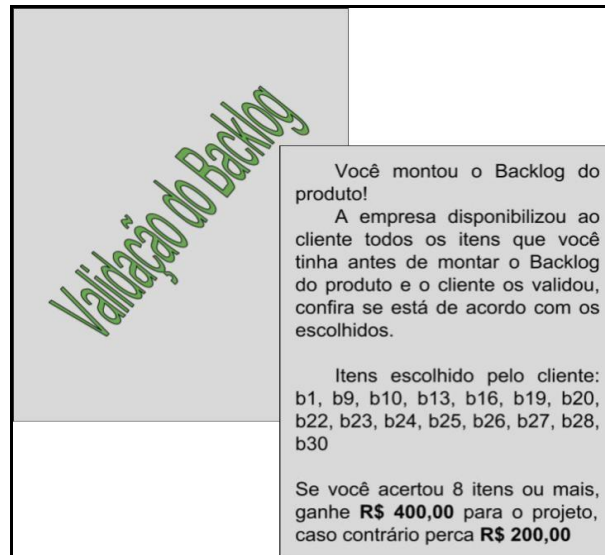 Validação do Backlog
Você montou o Backlog do
produto!
A empresa disponibilizou ao
cliente todos os itens que você
tinha antes de montar o Backlog
do produto e o cliente os validou,
confira se está de acordo com os
escolhidos.
Itens escolhido pelo cliente:
b1, b9, b10, b13, b16, b19, b20,
b22, b23, b24, b25, b26, b27, b28,
b30
Se você acertou 8 itens ou mais,
ganhe R$ 400,00 para o projeto,
caso contrário perca R$ 200,00